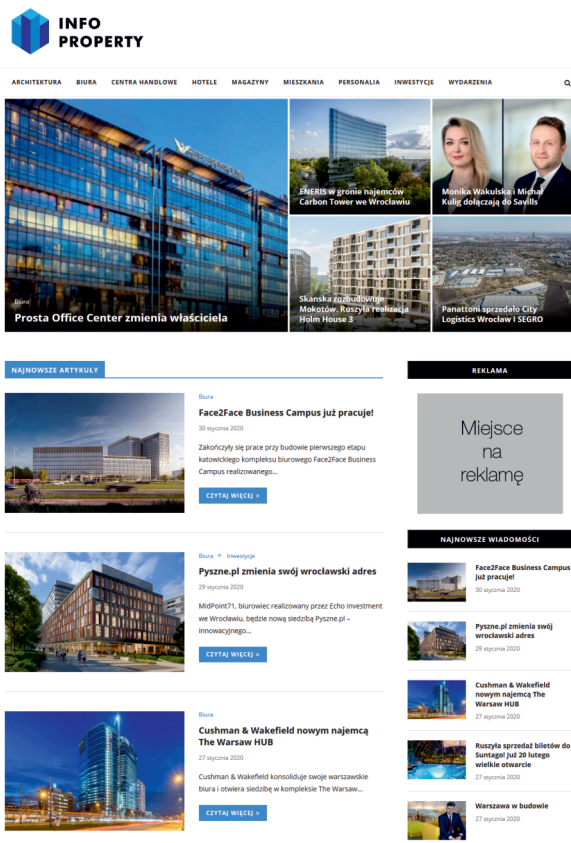 INFO
PROPERTY
ARCHITEKTURA BIURA CENTRA HANDLOWE HOTELE MAGAZYNY MIESZKANIA PERSONALIA INWESTYCJE WYDARZENIA
Biura
Prosta Office Center zmienia właściciela
ENERIS w gronie najemców
Carbon Tower we Wrocławiu
Monika Wakulska i Michał
Kulig dołączają do Savills
Skanska rozbudowuje
Mokotów. Ruszyła realizacja
Holm House 3
Panattoni sprzedało City
Logistics Wrocław I SEGRO
NAJNOWSZE ARTYKUŁY
Biura
Face2Face Business Campus już pracuje!
30 stycznia 2020
Zakończyły się prace przy budowie pierwszego etapu
katowickiego kompleksu biurowego Face2Face Business
Campus realizowanego...
CZYTAJ WIĘCEJ »
Biura Inwestycje
Pyszne.pl zmienia swój wrocławski adres
29 stycznia 2020
MidPoint71, biurowiec realizowany przez Echo Investment
we Wrocławiu, będzie nową siedzibą Pyszne.pl –
innowacyjnego...
CZYTAJ WIĘCEJ »
Biura
Cushman & Wakefield nowym najemcą
The Warsaw HUB
27 stycznia 2020
Cushman & Wakefield konsoliduje swoje warszawskie
biura i otwiera siedzibę w kompleksie The Warsaw...
CZYTAJ WIĘCEJ »
REKLAMA
Miejsce
na
reklamę
NAJNOWSZE WIADOMOŚCI
Face2Face Business Campus
już pracuje!
30 stycznia 2020
Pyszne.pl zmienia swój
wrocławski adres
29 stycznia 2020
Cushman & Wakefield
nowym najemcą The
Warsaw HUB
27 stycznia 2020
Ruszyła sprzedaż biletów do
Suntago! Już 20 lutego
wielkie otwarcie
27 stycznia 2020
Warszawa w budowie
27 stycznia 2020